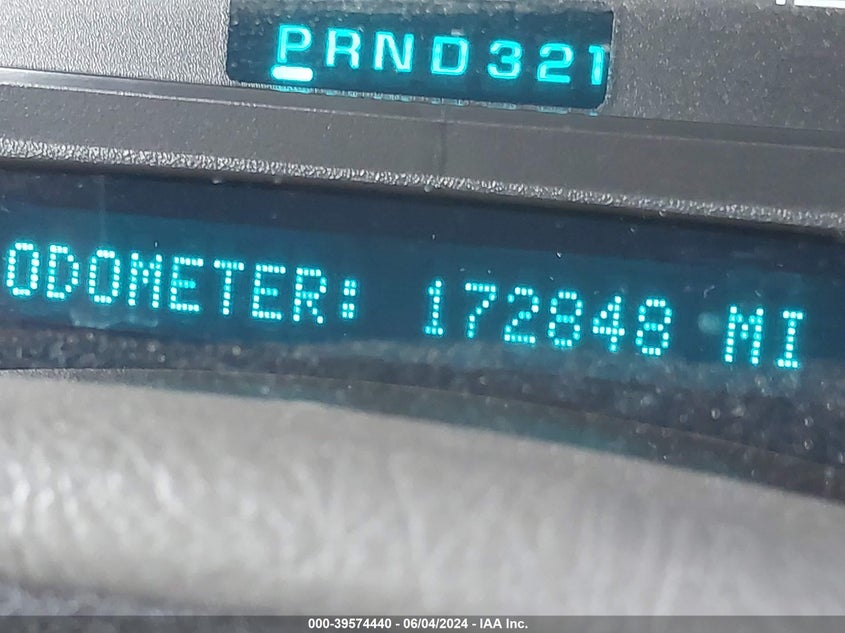 PRND321
ODOMETER: 172848 MI
000-39574440 - 06/04/2024 - IAA Inc.